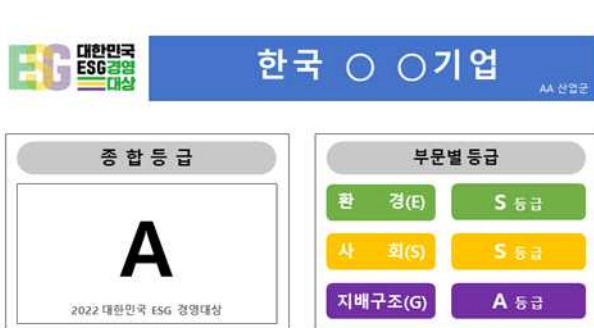 ESG 대한민국
ESG경영
대상
한국 ○ ○기업
AA 산업군
종 합 등 급
A
2022 대한민국 ESG 경영대상
부문별 등급
환 경(E) S 등급
사 회(S) S 등급
지배구조(G) A 등급